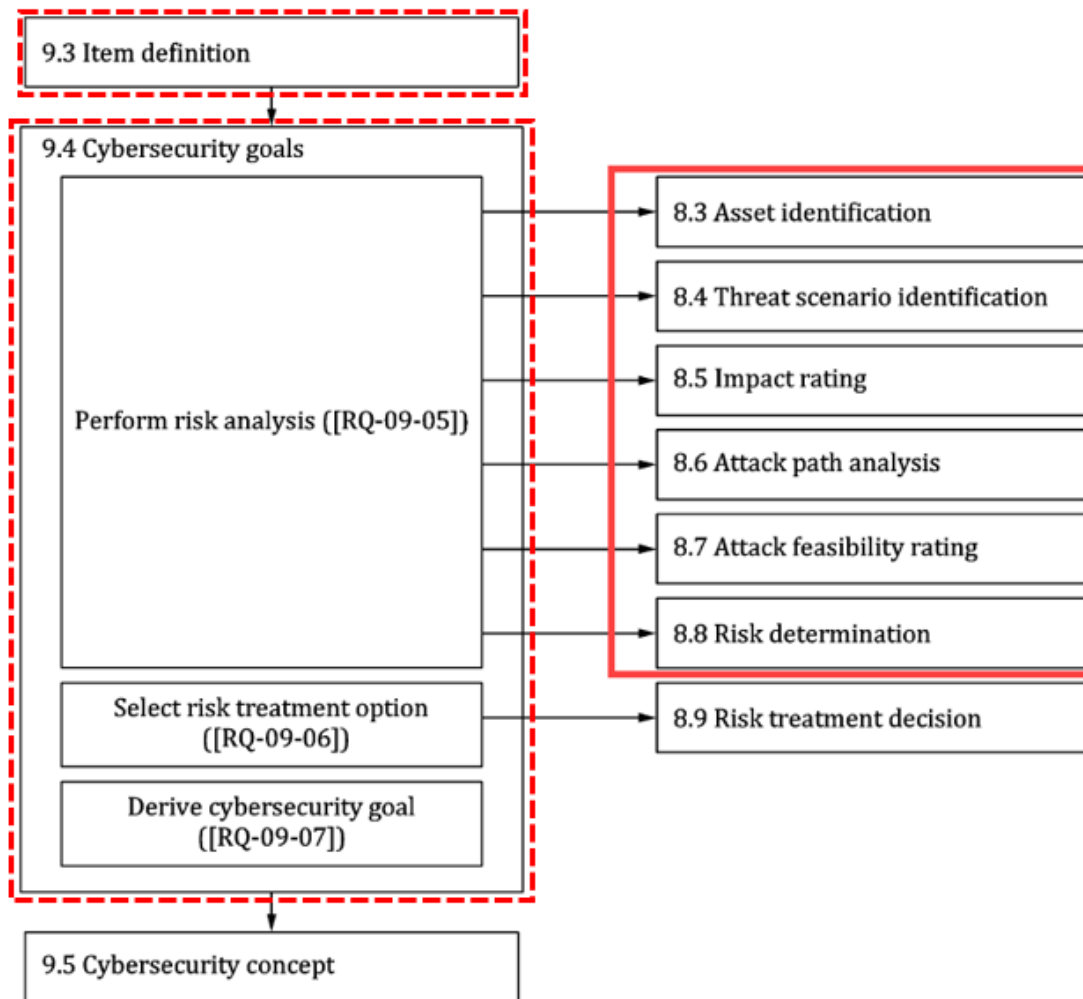 9.3 Item definition
9.4 Cybersecurity goals
Perform risk analysis ([RQ-09-05])
8.3 Asset identification
8.4 Threat scenario identification
8.5 Impact rating
8.6 Attack path analysis
8.7 Attack feasibility rating
8.8 Risk determination
Select risk treatment option
([RQ-09-06])
8.9 Risk treatment decision
Derive cybersecurity goal
([RQ-09-07])
9.5 Cybersecurity concept